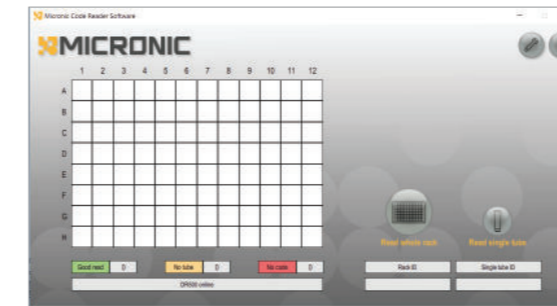 Micronic Code Reader Software
MICRONIC
1 2 3 4 5 6 7 8 9 10 11 12
A
B
C
D
E
F
G
H
Read whole rack Read single tube
Good read 0 No tube 0 No code 0 Rack ID Single tube ID
DR500 online